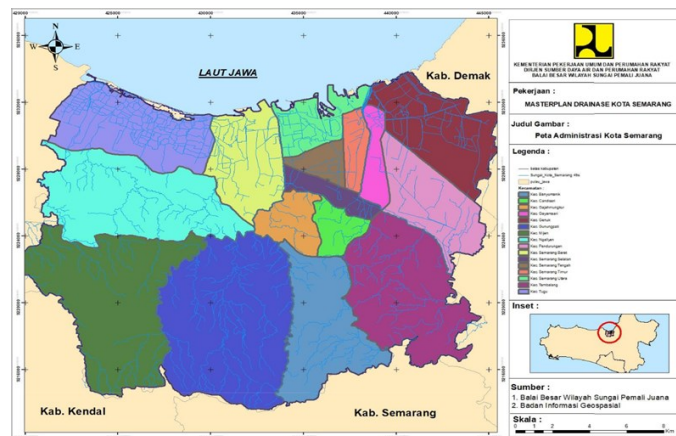 N
W E
S
LAUT JAWA
Kab. Demak
Kab. Kendal
Kab. Semarang
KEMENTERIAN PEKERJAAN UMUM DAN PERUMAHAN RAKYAT
DIRJEN SUMBER DAYA AIR DAN PERUMAHAN RAKYAT
BALAI BESAR WILAYAH SUNGAI PEMALI JUANA
Pekerjaan :
MASTERPLAN DRAINASE KOTA SEMARANG
Judul Gambar :
Peta Administrasi Kota Semarang
Legenda :
batas kabupaten
pulau_jawa
Kecamatan
Kec. Banyumanik
Kec. Candisari
Kec. Gajahmungkur
Kec. Gayamsari
Kec. Genuk
Kec. Gunungpati
Kec. Mijen
Kec. Ngaliyan
Kec. Pedurungan
Kec. Semarang Barat
Kec. Semarang Selatan
Kec. Semarang Tengah
Kec. Semarang Timur
Kec. Semarang Utara
Kec. Tembalang
Kec. Tugu
Inset :
Sumber :
1. Balai Besar Wilayah Sungai Pemali Juana
2. Badan Informasi Geospasial
Skala :